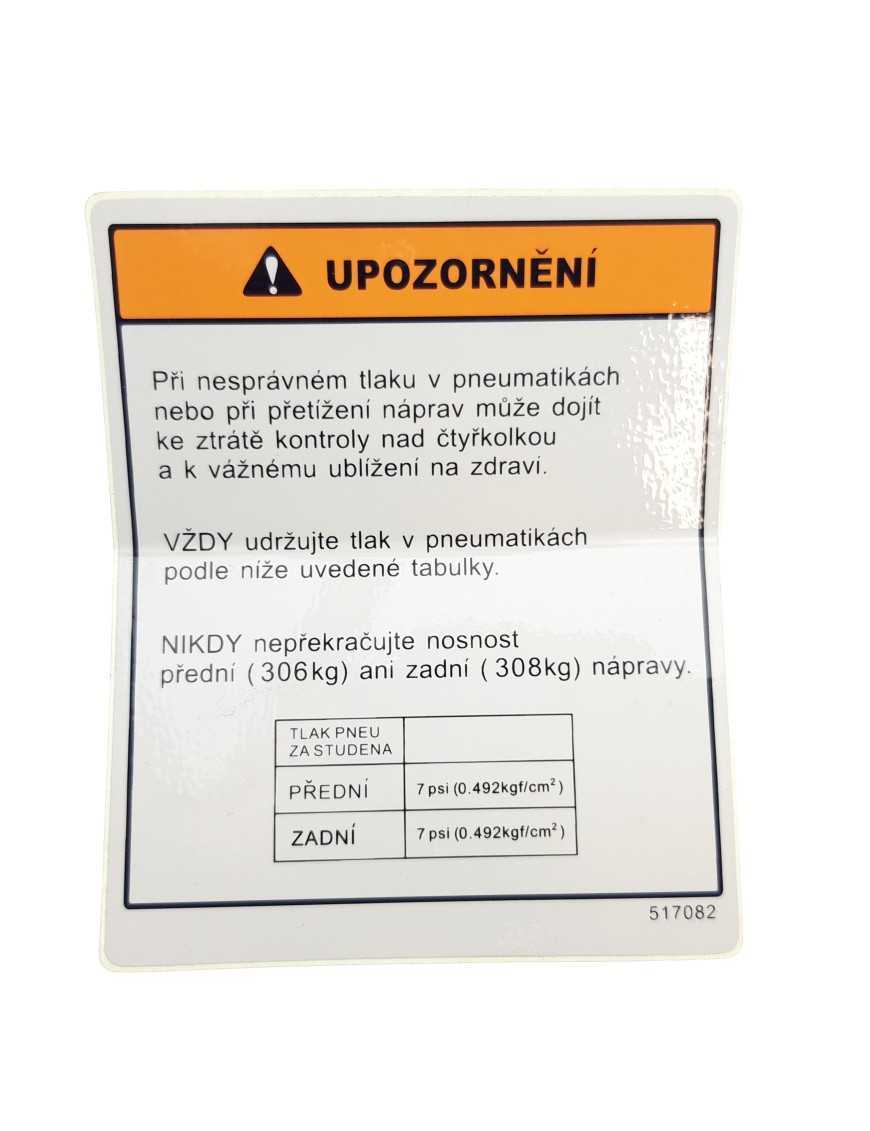 UPOZORNĚNÍ
Při nesprávném tlaku v pneumatikách
nebo při přetížení náprav může dojít
ke ztrátě kontroly nad čtyřkolkou
a k vážnému ublížení na zdraví.
VŽDY udržujte tlak v pneumatikách
podle níže uvedené tabulky.
NIKDY nepřekračujte nosnost
přední (306kg) ani zadní (308kg) nápravy.
TLAK PNEU
ZA STUDENA
PŘEDNÍ 7 psi (0.492kgf/cm²)
ZADNÍ 7 psi (0.492kgf/cm²)
517082